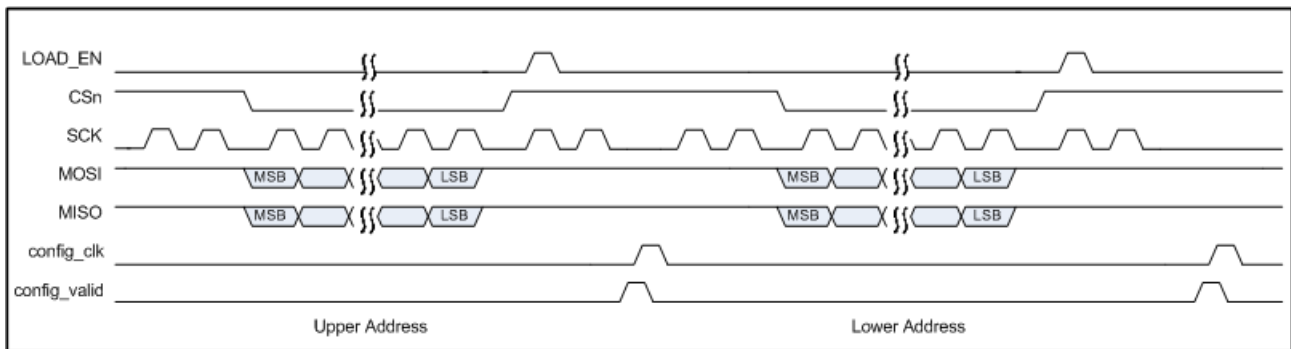 LOAD_EN
CSn
SCK
MOSI MSB LSB MSB LSB
MISO MSB LSB MSB LSB
config_clk
config_valid
Upper Address Lower Address